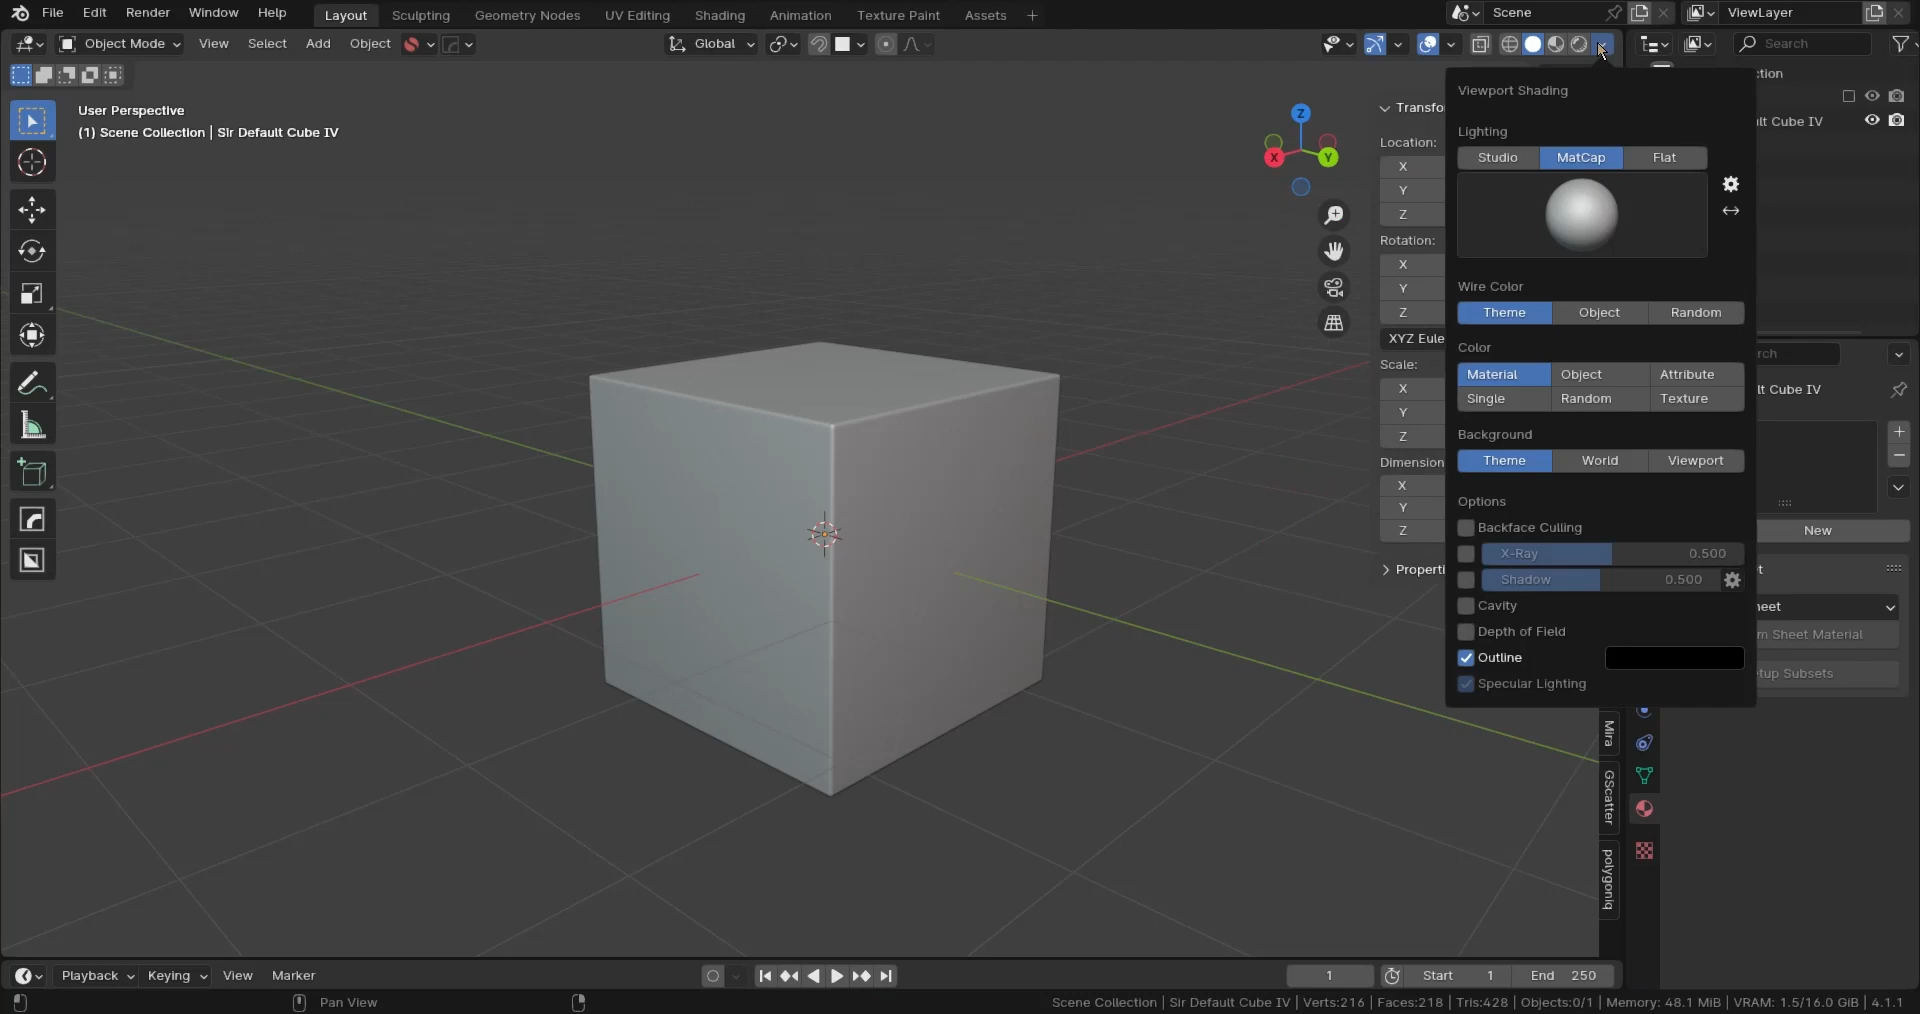 File Edit Render Window Help Layout Sculpting Geometry Nodes UV Editing Shading Animation Texture Paint Assets Scene ViewLayer
Object Mode View Select Add Object Global Search
User Perspective
(1) Scene Collection | Sir Default Cube IV
Z
X
Y
Transfo
Location:
X
Y
Z
Rotation:
X
Y
Z
XYZ Eule
Scale:
X
Y
Z
Dimension
X
Y
Z
Properti
Viewport Shading
Lighting
Studio MatCap Flat
Wire Color
Theme Object Random
Color
Material Object Attribute
Single Random Texture
Background
Theme World Viewport
Options
Backface Culling
X-Ray 0.500
Shadow 0.500
Cavity
Depth of Field
Outline
Specular Lighting
ction
lt Cube IV
rch
lt Cube IV
New
et
heet
m Sheet Material
etup Subsets
Mira
GScatter
polygoniq
Playback Keying View Marker 1 Start 1 End 250
Pan View
Scene Collection | Sir Default Cube IV | Verts:216 | Faces:218 | Tris:428 | Objects:0/1 | Memory: 48.1 MiB | VRAM: 1.5/16.0 GiB | 4.1.1